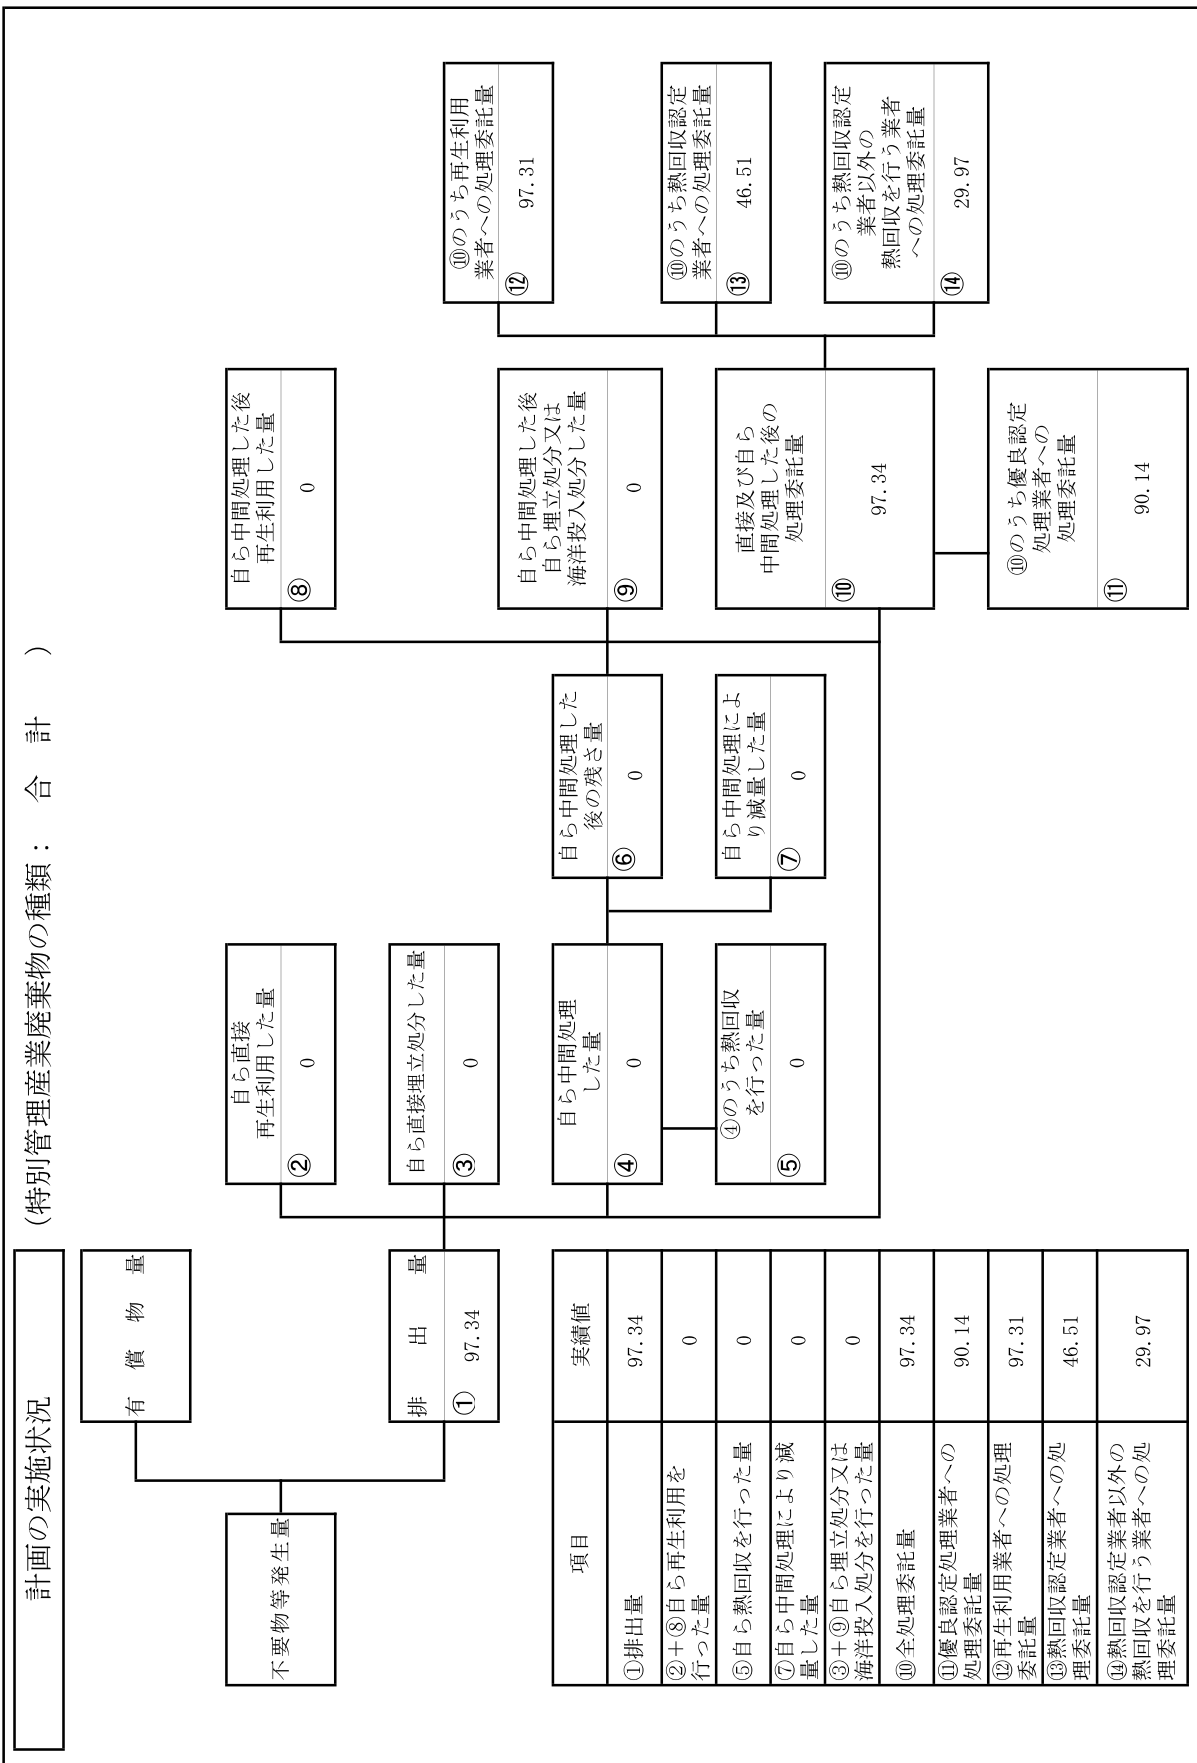 計画の実施状況
(特別管理産業廃棄物の種類： 合 計 )
不要物等発生量
有 償 物 量
排 出 量
① 97.34
自ら直接
再生利用した量
② 0
自ら直接埋立処分した量
③ 0
自ら中間処理
した量
④ 0
④のうち熱回収
を行った量
⑤ 0
自ら中間処理した
後の残さ量
⑥ 0
自ら中間処理によ
り減量した量
⑦ 0
自ら中間処理した後
再生利用した量
⑧ 0
自ら中間処理した後
自ら埋立処分又は
海洋投入処分した量
⑨ 0
直接及び自ら
中間処理した後の
処理委託量
⑩ 97.34
⑩のうち優良認定
処理業者への
処理委託量
⑪ 90.14
⑩のうち再生利用
業者への処理委託量
⑫ 97.31
⑩のうち熱回収認定
業者への処理委託量
⑬ 46.51
⑩のうち熱回収認定
業者以外の
熱回収を行う業者
への処理委託量
⑭ 29.97
項目 実績値
①排出量 97.34
②＋⑧自ら再生利用を
行った量 0
⑤自ら熱回収を行った量 0
⑦自ら中間処理により減
量した量 0
③＋⑨自ら埋立処分又は
海洋投入処分を行った量 0
⑩全処理委託量 97.34
⑪優良認定処理業者への
処理委託量 90.14
⑫再生利用業者への処理
委託量 97.31
⑬熱回収認定業者への処
理委託量 46.51
⑭熱回収認定業者以外の
熱回収を行う業者への処
理委託量 29.97